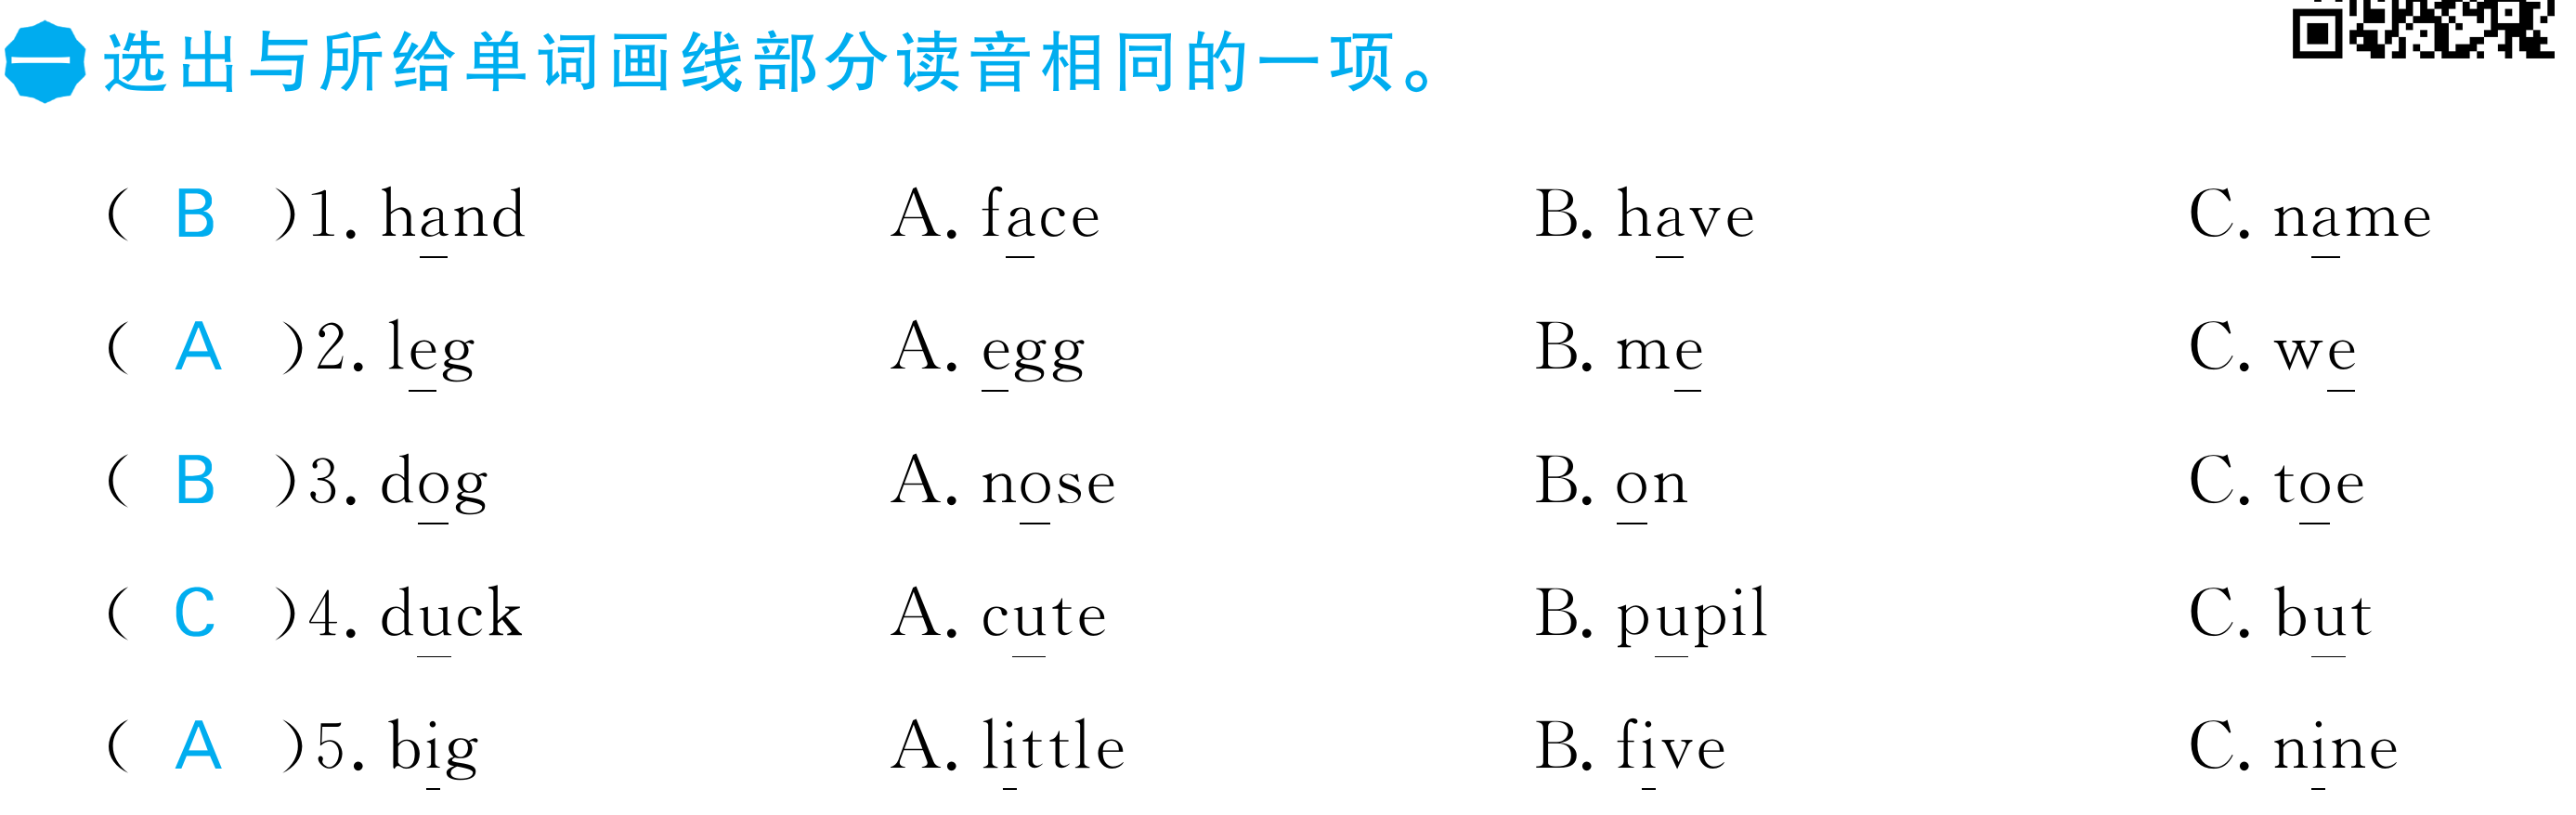 一 选出与所给单词画线部分读音相同的一项。
( B )1. hand A. face B. have C. name
( A )2. leg A. egg B. me C. we
( B )3. dog A. nose B. on C. toe
( C )4. duck A. cute B. pupil C. but
( A )5. big A. little B. five C. nine